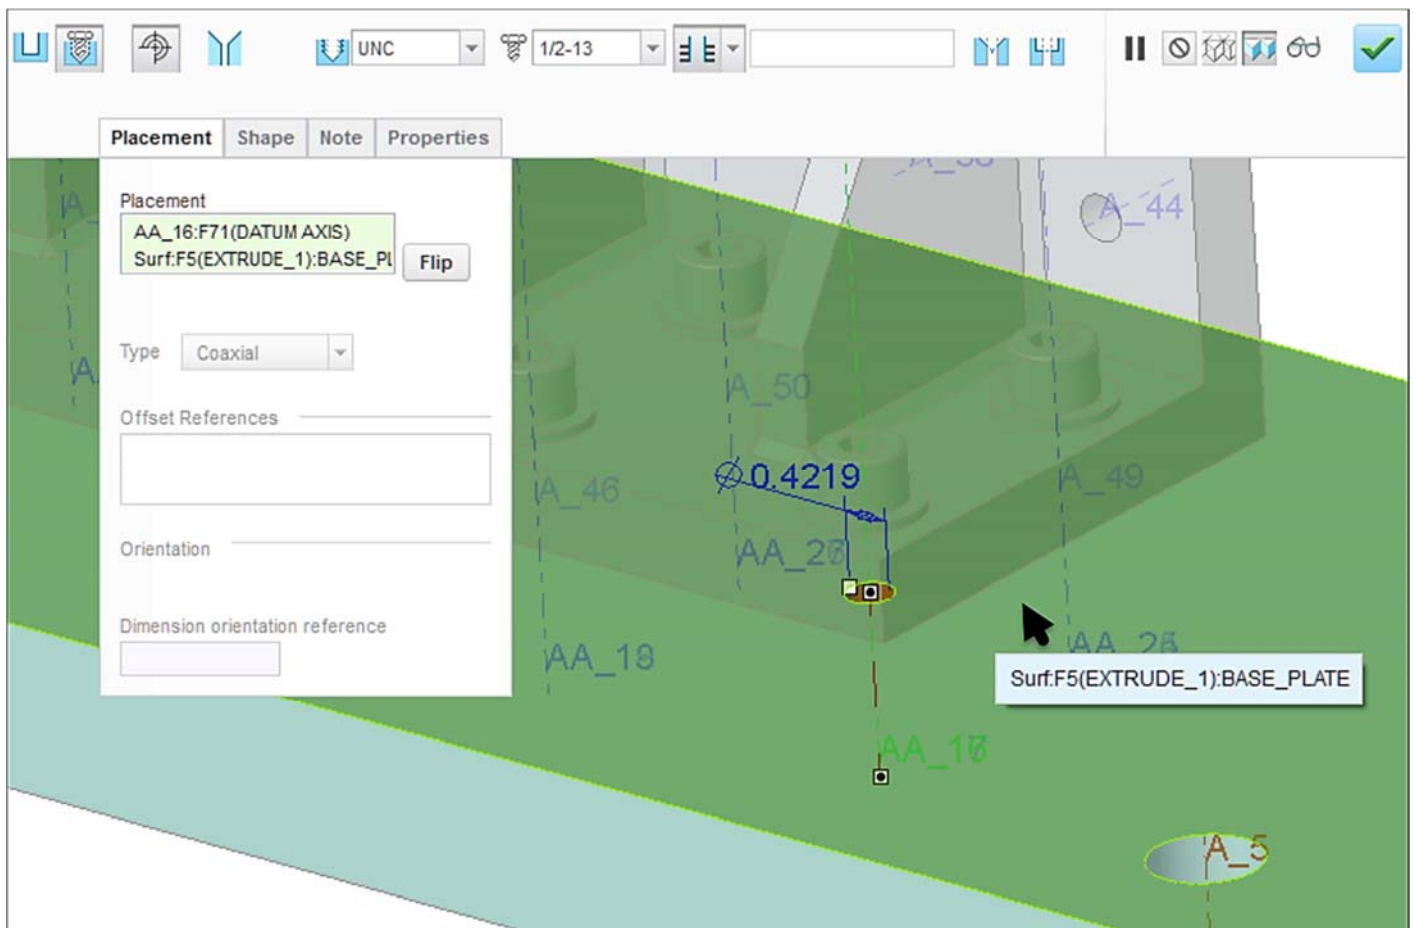 UNC
1/2-13
Placement
Shape
Note
Properties
Placement
AA_16:F71(DATUM AXIS)
Surf:F5(EXTRUDE_1):BASE_PL
Flip
Type
Coaxial
Offset References
Orientation
Dimension orientation reference
A_44
A_50
0.4219
A_46
A_49
Surf:F5(EXTRUDE_1):BASE_PLATE
A_5